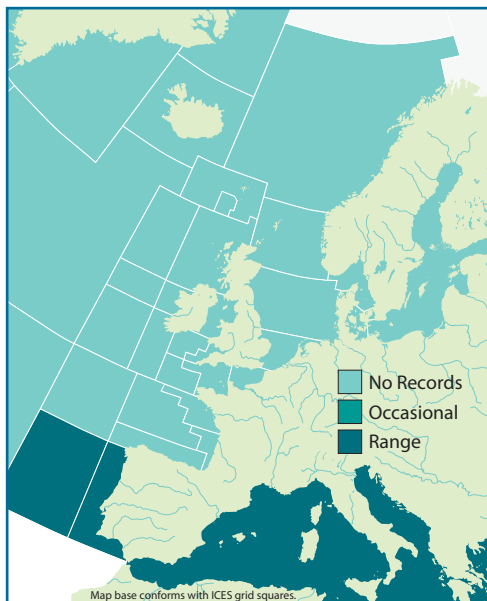 No Records
Occasional
Range
Map base conforms with ICES grid squares.